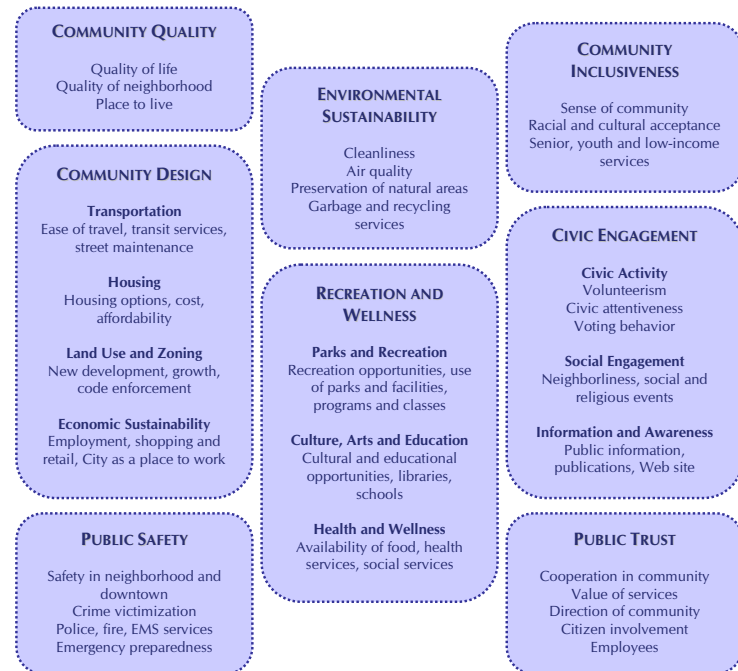 COMMUNITY QUALITY
Quality of life
Quality of neighborhood
Place to live
COMMUNITY DESIGN
Transportation
Ease of travel, transit services,
street maintenance
Housing
Housing options, cost,
affordability
Land Use and Zoning
New development, growth,
code enforcement
Economic Sustainability
Employment, shopping and
retail, City as a place to work
PUBLIC SAFETY
Safety in neighborhood and
downtown
Crime victimization
Police, fire, EMS services
Emergency preparedness
ENVIRONMENTAL
SUSTAINABILITY
Cleanliness
Air quality
Preservation of natural areas
Garbage and recycling
services
RECREATION AND
WELLNESS
Parks and Recreation
Recreation opportunities, use
of parks and facilities,
programs and classes
Culture, Arts and Education
Cultural and educational
opportunities, libraries,
schools
Health and Wellness
Availability of food, health
services, social services
COMMUNITY
INCLUSIVENESS
Sense of community
Racial and cultural acceptance
Senior, youth and low-income
services
CIVIC ENGAGEMENT
Civic Activity
Volunteerism
Civic attentiveness
Voting behavior
Social Engagement
Neighborliness, social and
religious events
Information and Awareness
Public information,
publications, Web site
PUBLIC TRUST
Cooperation in community
Value of services
Direction of community
Citizen involvement
Employees